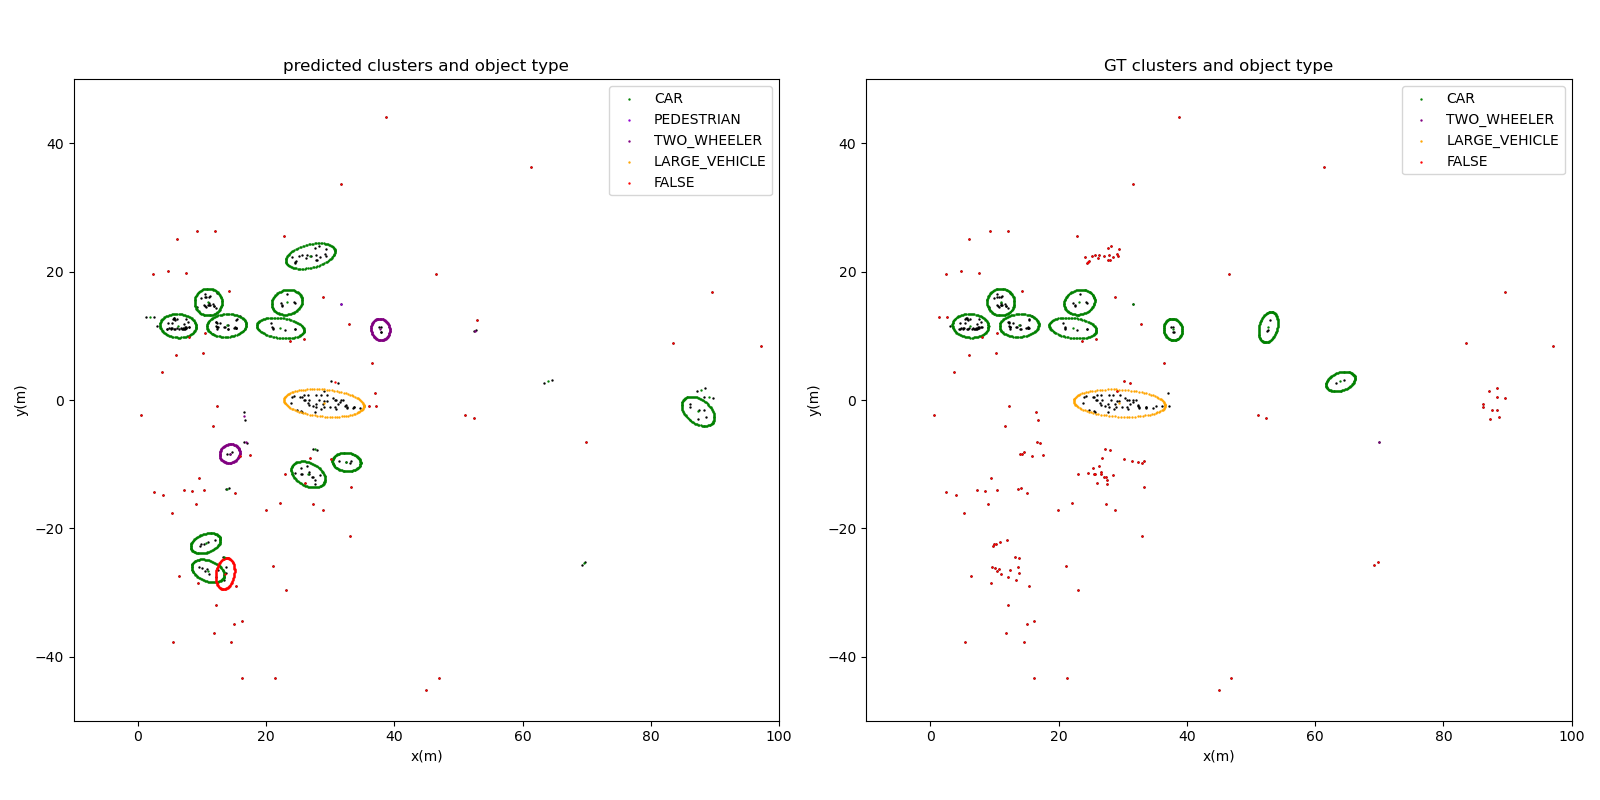 predicted clusters and object type
CAR
PEDESTRIAN
TWO_WHEELER
LARGE_VEHICLE
FALSE
40
20
0
−20
−40
y(m)
0
20
40
60
80
100
x(m)
GT clusters and object type
CAR
TWO_WHEELER
LARGE_VEHICLE
FALSE
40
20
0
−20
−40
y(m)
0
20
40
60
80
100
x(m)